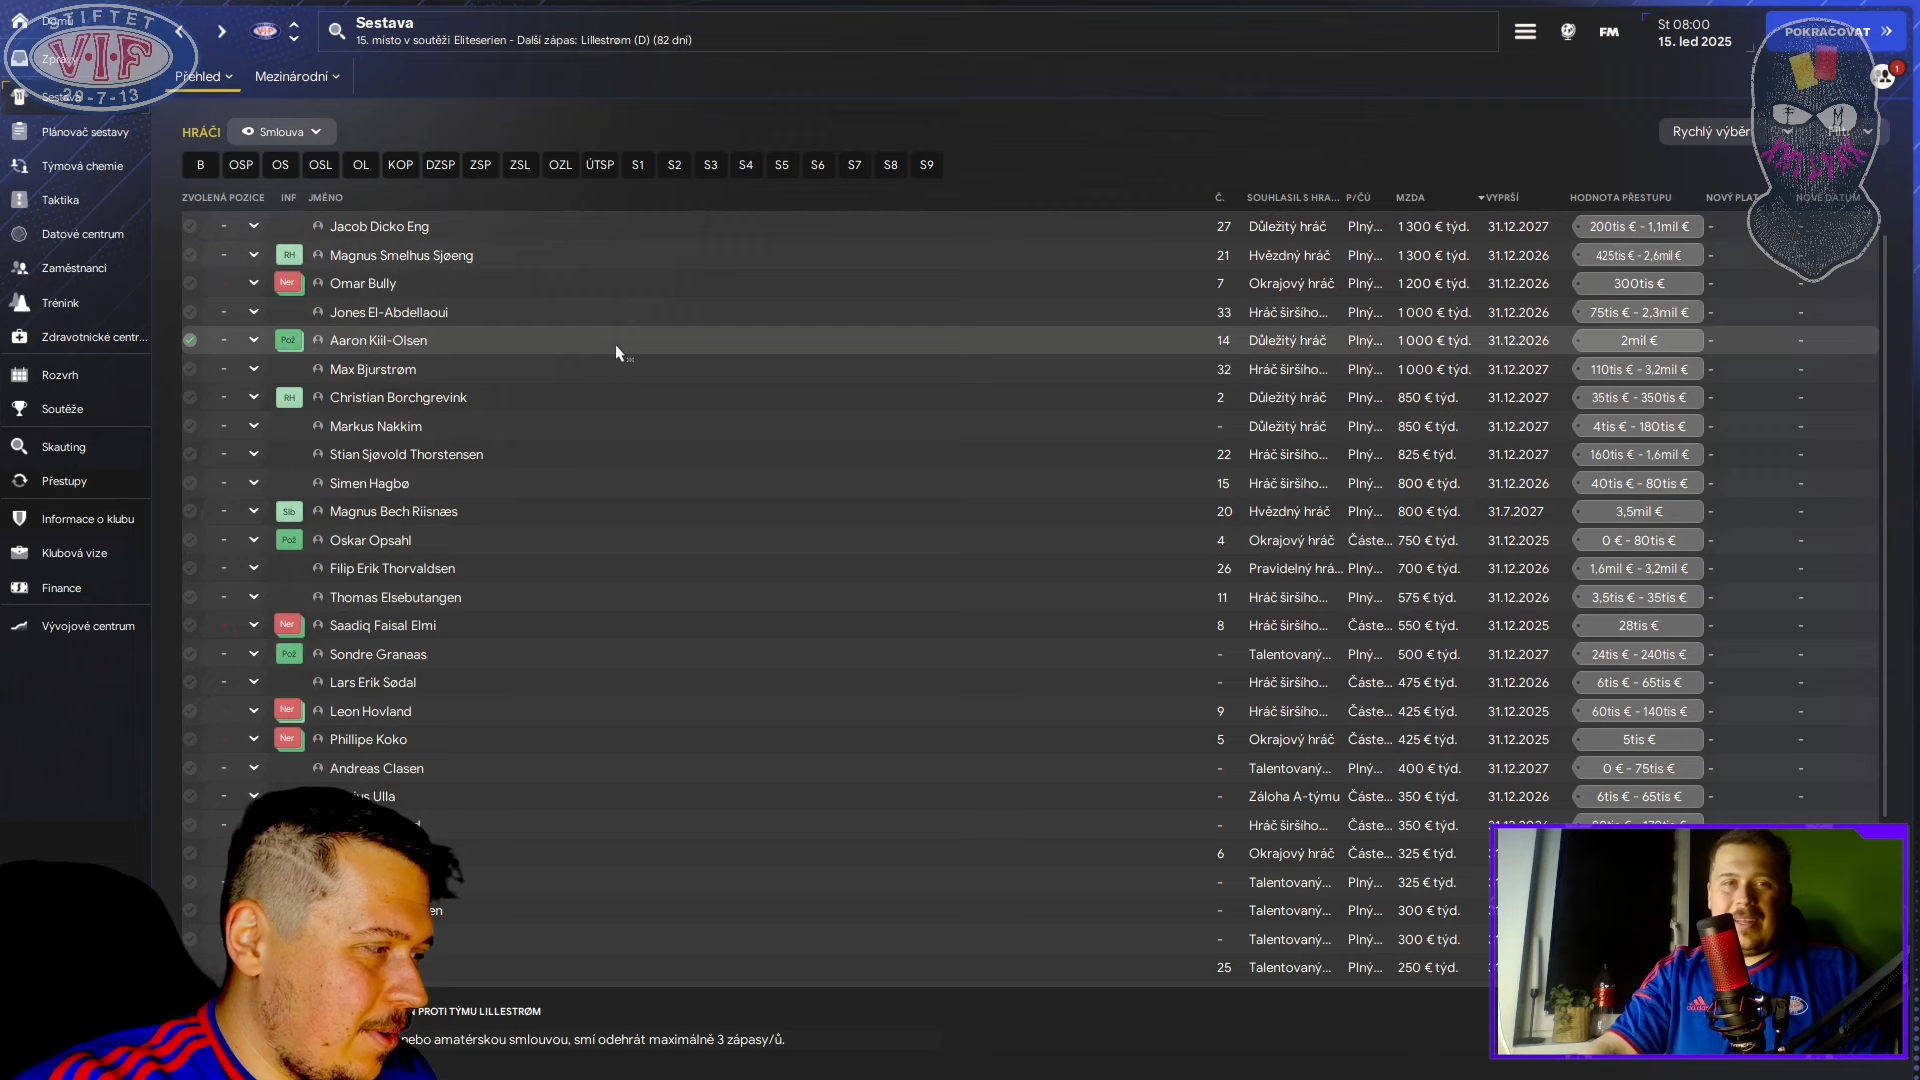 Domů
STIFTET
V.I.F
29-7-13
Zprávy
Sestava
Sestava
15. místo v soutěži Eliteserien - Další zápas: Lillestrøm (D) (82 dní)
FM
St 08:00
15. led 2025
POKRAČOVAT
1
Přehled
Mezinárodní
Plánovač sestavy
Týmová chemie
Taktika
Datové centrum
Zaměstnanci
Trénink
Zdravotnické centr...
Rozvrh
Soutěže
Skauting
Přestupy
Informace o klubu
Klubová vize
Finance
Vývojové centrum
HRÁČI
Smlouva
Rychlý výběr
Filtr
B OSP OS OSL OL KOP DZSP ZSP ZSL OZL ÚTSP S1 S2 S3 S4 S5 S6 S7 S8 S9
ZVOLENÁ POZICE INF JMÉNO Č. SOUHLASIL S HRA... P/ČÚ MZDA VYPRŠÍ HODNOTA PŘESTUPU NOVÝ PLAT NOVÉ DATUM
- Jacob Dicko Eng 27 Důležitý hráč Plný... 1 300 € týd. 31.12.2027 200tis € - 1,1mil € -
- RH Magnus Smelhus Sjøeng 21 Hvězdný hráč Plný... 1 300 € týd. 31.12.2026 425tis € - 2,6mil € -
Ner Omar Bully 7 Okrajový hráč Plný... 1 200 € týd. 31.12.2026 300tis € - -
- Jones El-Abdellaoui 33 Hráč širšího... Plný... 1 000 € týd. 31.12.2026 75tis € - 2,3mil € - -
- Pož Aaron Kiil-Olsen 14 Důležitý hráč Plný... 1 000 € týd. 31.12.2026 2mil € - -
- Max Bjurstrøm 32 Hráč širšího... Plný... 1 000 € týd. 31.12.2027 110tis € - 3,2mil € - -
- RH Christian Borchgrevink 2 Důležitý hráč Plný... 850 € týd. 31.12.2027 35tis € - 350tis € - -
- Markus Nakkim - Důležitý hráč Plný... 850 € týd. 31.12.2027 4tis € - 180tis € - -
- Stian Sjøvold Thorstensen 22 Hráč širšího... Plný... 825 € týd. 31.12.2027 160tis € - 1,6mil € - -
- Simen Hagbø 15 Hráč širšího... Plný... 800 € týd. 31.12.2026 40tis € - 80tis € - -
- Slb Magnus Bech Riisnæs 20 Hvězdný hráč Plný... 800 € týd. 31.7.2027 3,5mil € - -
- Pož Oskar Opsahl 4 Okrajový hráč Částe... 750 € týd. 31.12.2025 0 € - 80tis € - -
- Filip Erik Thorvaldsen 26 Pravidelný hrá... Plný... 700 € týd. 31.12.2026 1,6mil € - 3,2mil € - -
- Thomas Elsebutangen 11 Hráč širšího... Plný... 575 € týd. 31.12.2026 3,5tis € - 35tis € - -
Ner Saadiq Faisal Elmi 8 Hráč širšího... Částe... 550 € týd. 31.12.2025 28tis € - -
- Pož Sondre Granaas - Talentovaný... Plný... 500 € týd. 31.12.2027 24tis € - 240tis € - -
- Lars Erik Sødal - Hráč širšího... Částe... 475 € týd. 31.12.2026 6tis € - 65tis € - -
Ner Leon Hovland 9 Hráč širšího... Částe... 425 € týd. 31.12.2025 60tis € - 140tis € - -
Ner Phillipe Koko 5 Okrajový hráč Částe... 425 € týd. 31.12.2025 5tis € - -
- Andreas Clasen - Talentovaný... Plný... 400 € týd. 31.12.2027 0 € - 75tis € - -
- us Ulla - Záloha A-týmu Částe... 350 € týd. 31.12.2026 6tis € - 65tis € - -
- Hráč širšího... Částe... 350 € týd.
6 Okrajový hráč Částe... 325 € týd.
- Talentovaný... Plný... 325 € týd.
en - Talentovaný... Plný... 300 € týd.
- Talentovaný... Plný... 300 € týd.
25 Talentovaný... Plný... 250 € týd.
N PROTI TÝMU LILLESTRØM
nebo amatérskou smlouvou, smí odehrát maximálně 3 zápasy/ů.
adidas